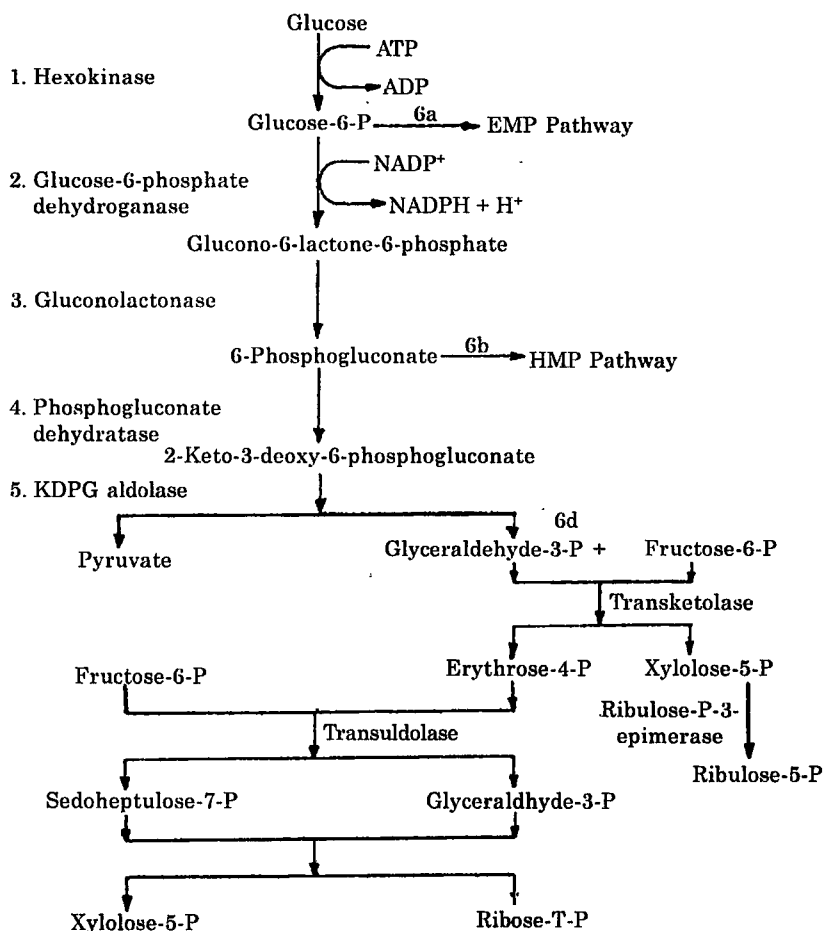 Glucose
ATP
1. Hexokinase
ADP
Glucose-6-P
6a
EMP Pathway
NADP+
2. Glucose-6-phosphate
dehydroganase
NADPH + H+
Glucono-6-lactone-6-phosphate
3. Gluconolactonase
6-Phosphogluconate
6b
HMP Pathway
4. Phosphogluconate
dehydratase
2-Keto-3-deoxy-6-phosphogluconate
5. KDPG aldolase
6d
Pyruvate
Glyceraldehyde-3-P + Fructose-6-P
Transketolase
Fructose-6-P
Erythrose-4-P
Xylolose-5-P
Ribulose-P-3-
epimerase
Transuldolase
Ribulose-5-P
Sedoheptulose-7-P
Glyceraldhyde-3-P
Xylolose-5-P
Ribose-T-P